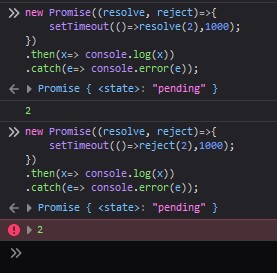 >> new Promise((resolve, reject)=>{
setTimeout(()=>resolve(2),1000);
})
.then(x=> console.log(x))
.catch(e=> console.error(e));
← ▶ Promise { <state>: "pending" }
2
>> new Promise((resolve, reject)=>{
setTimeout(()=>reject(2),1000);
})
.then(x=> console.log(x))
.catch(e=> console.error(e));
← ▶ Promise { <state>: "pending" }
! ▶ 2
>>